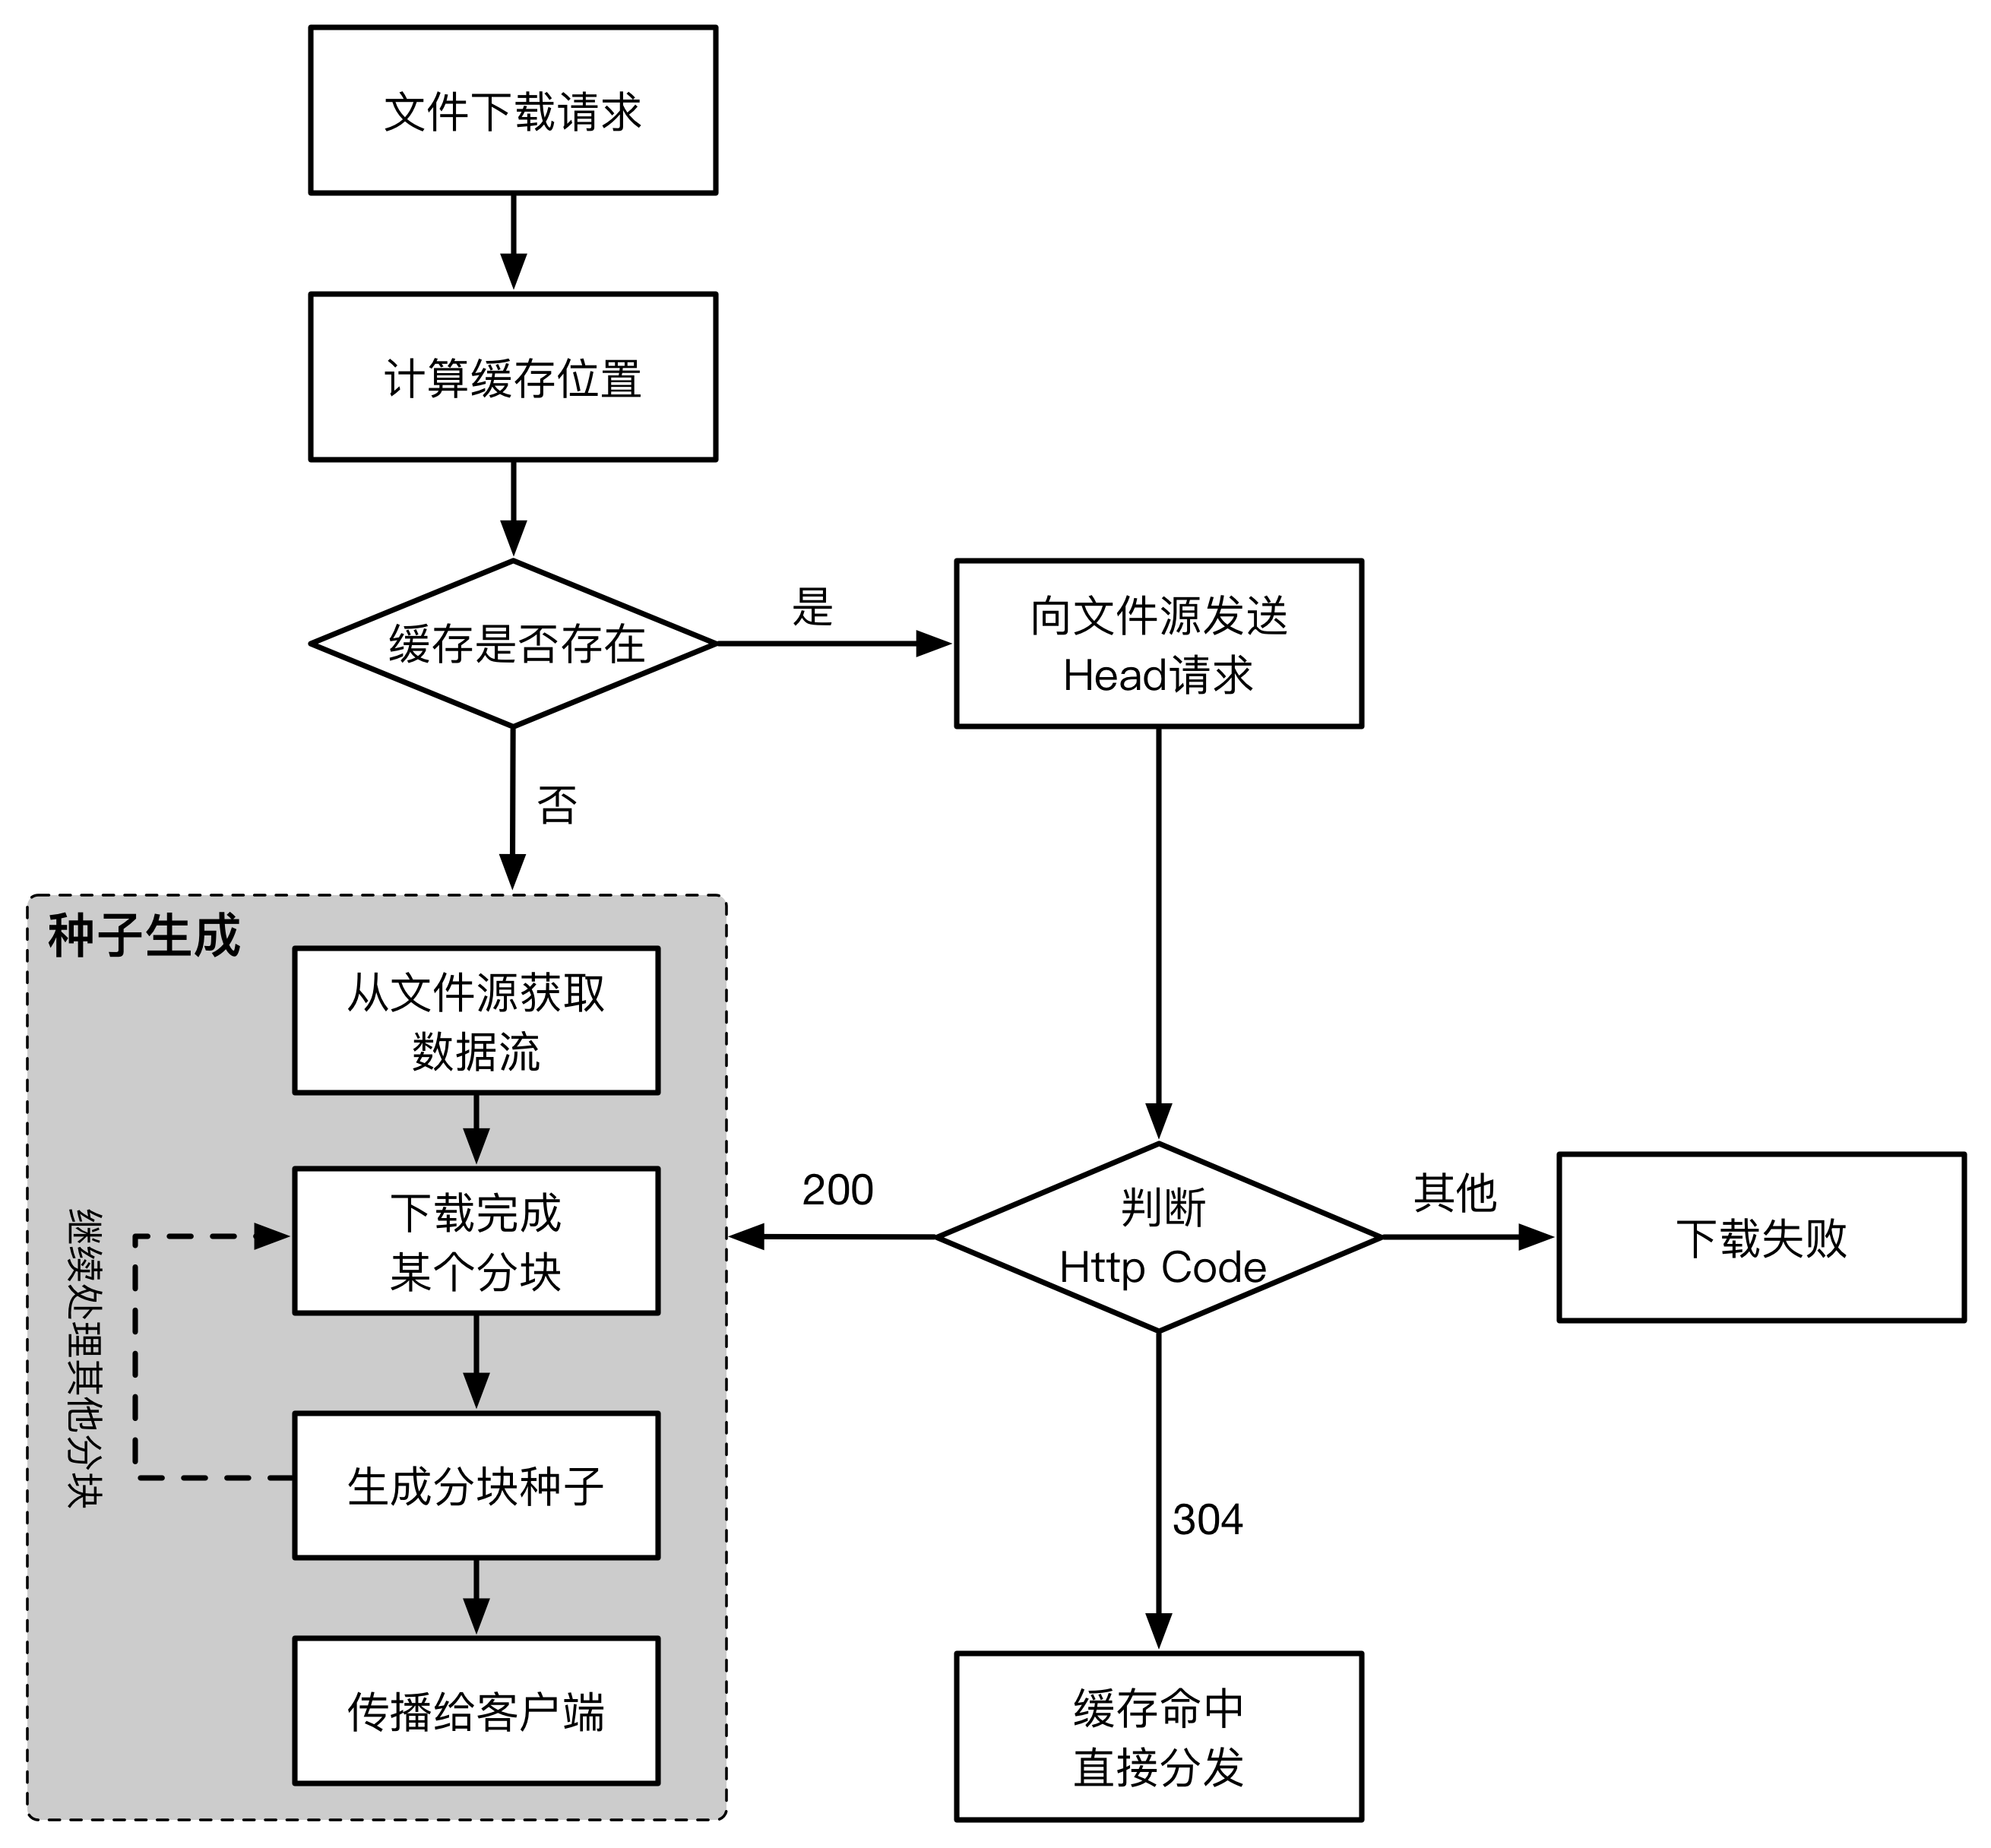 文件下载请求
计算缓存位置
缓存是否存在
是
向文件源发送
Head请求
否
种子生成
从文件源获取
数据流
下载完成
某个分块
继续处理其他分块
生成分块种子
传播给客户端
200
判断
Http Code
其他
下载失败
304
缓存命中
直接分发